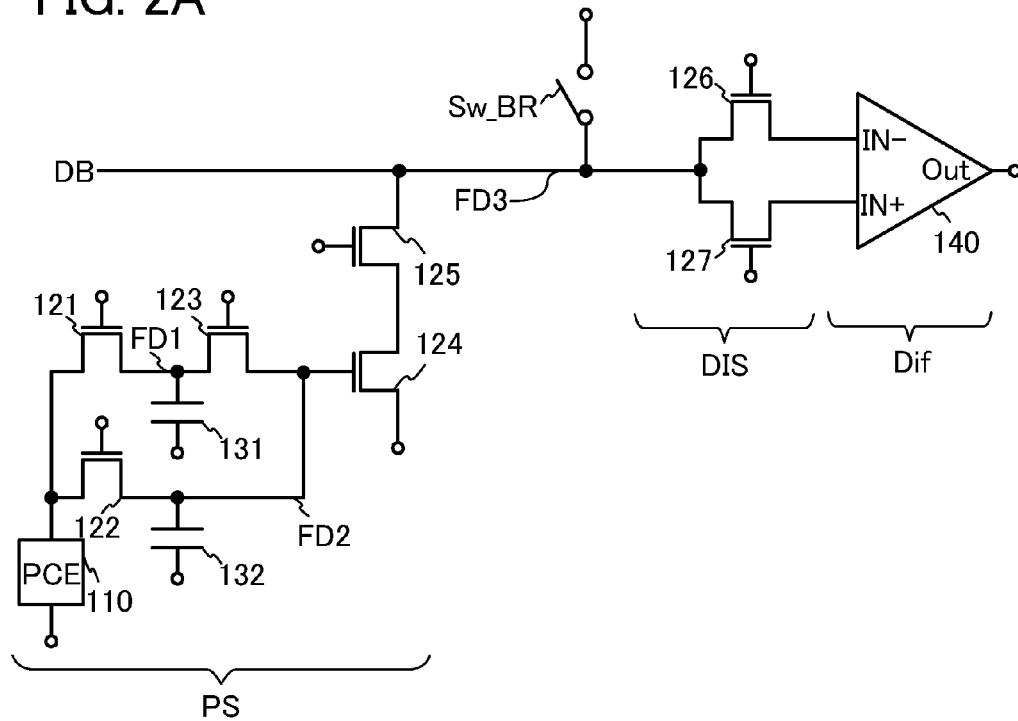 FIG. 2A
Sw_BR
126
IN-
DB
FD3
Out
IN+
127
140
125
121
123
FD1
124
DIS
Dif
131
122
FD2
PCE
132
110
PS